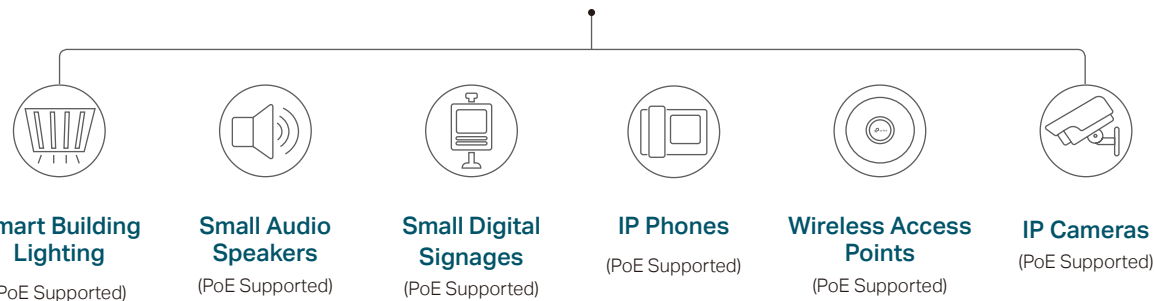 mart Building
Lighting
PoE Supported)
Small Audio
Speakers
(PoE Supported)
Small Digital
Signages
(PoE Supported)
IP Phones
(PoE Supported)
Wireless Access
Points
(PoE Supported)
IP Cameras
(PoE Supported)